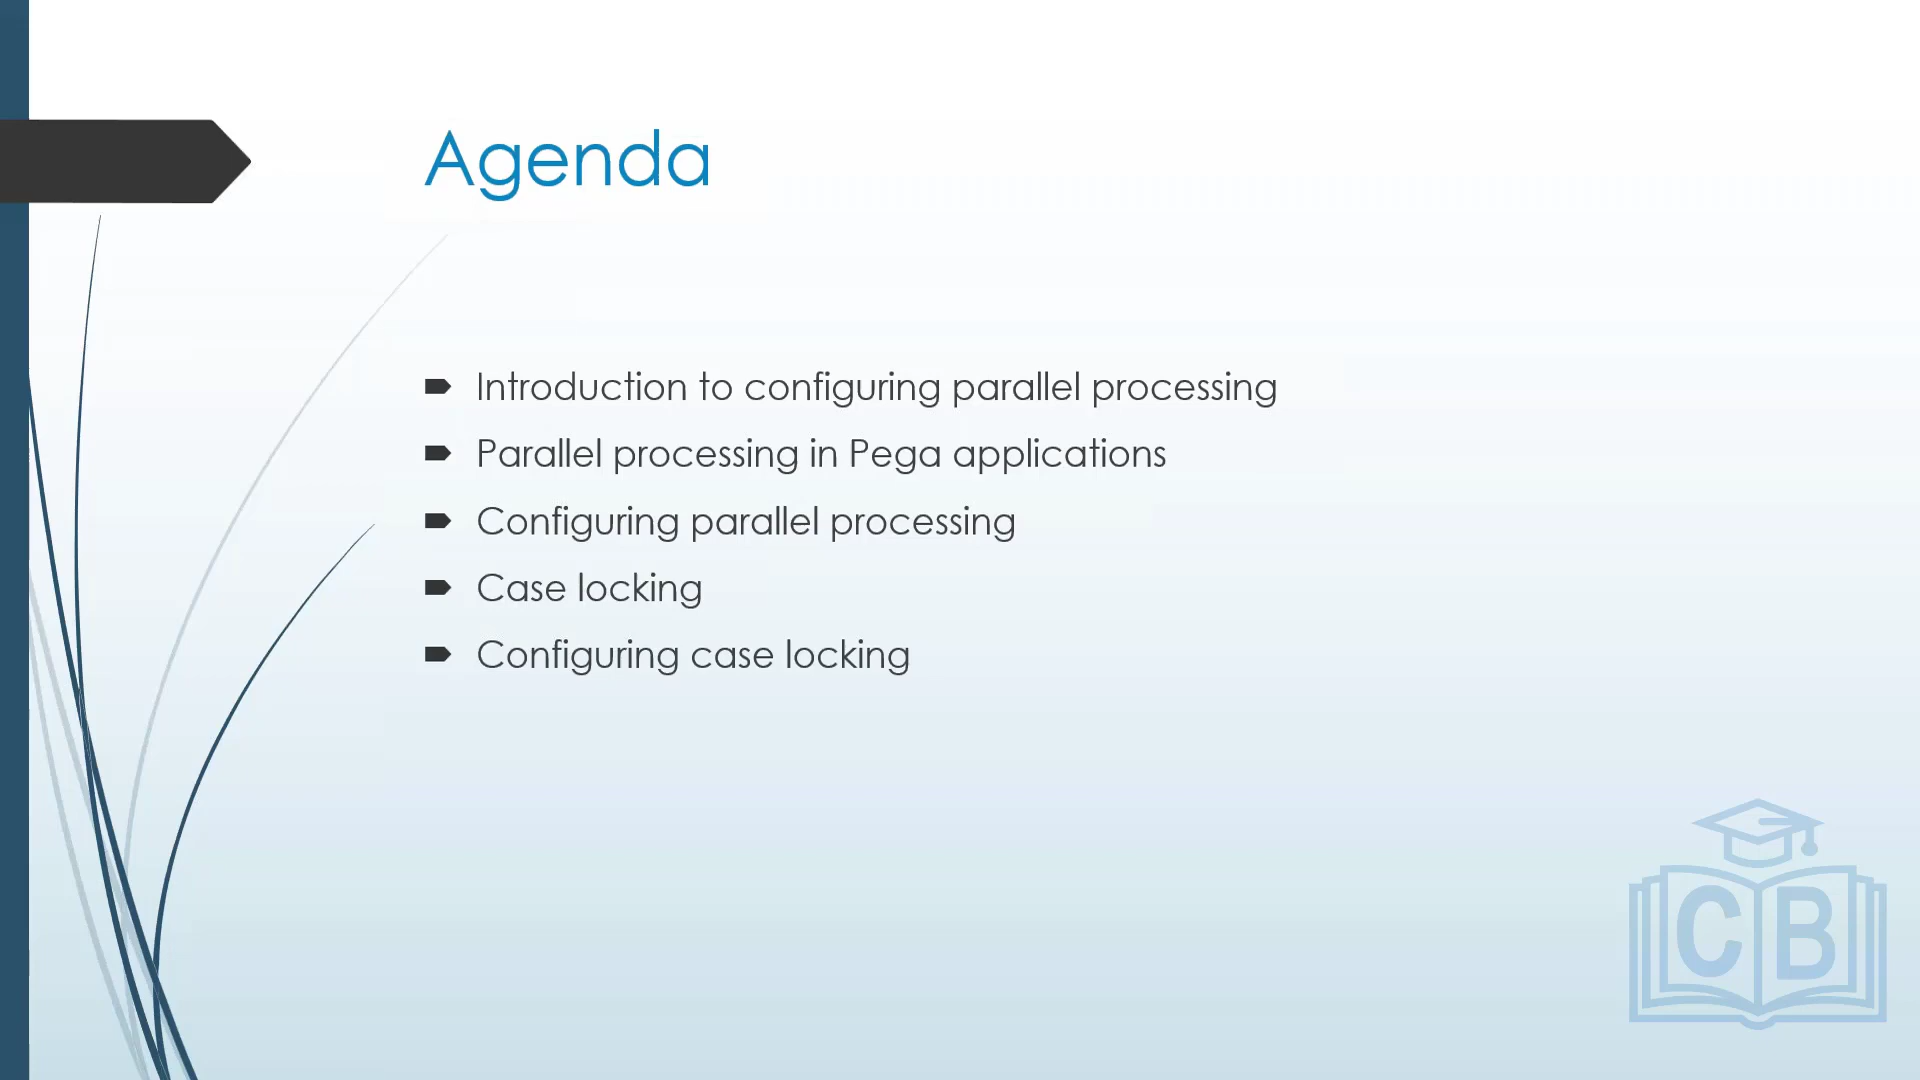 Agenda
Introduction to configuring parallel processing
Parallel processing in Pega applications
Configuring parallel processing
Case locking
Configuring case locking
CB